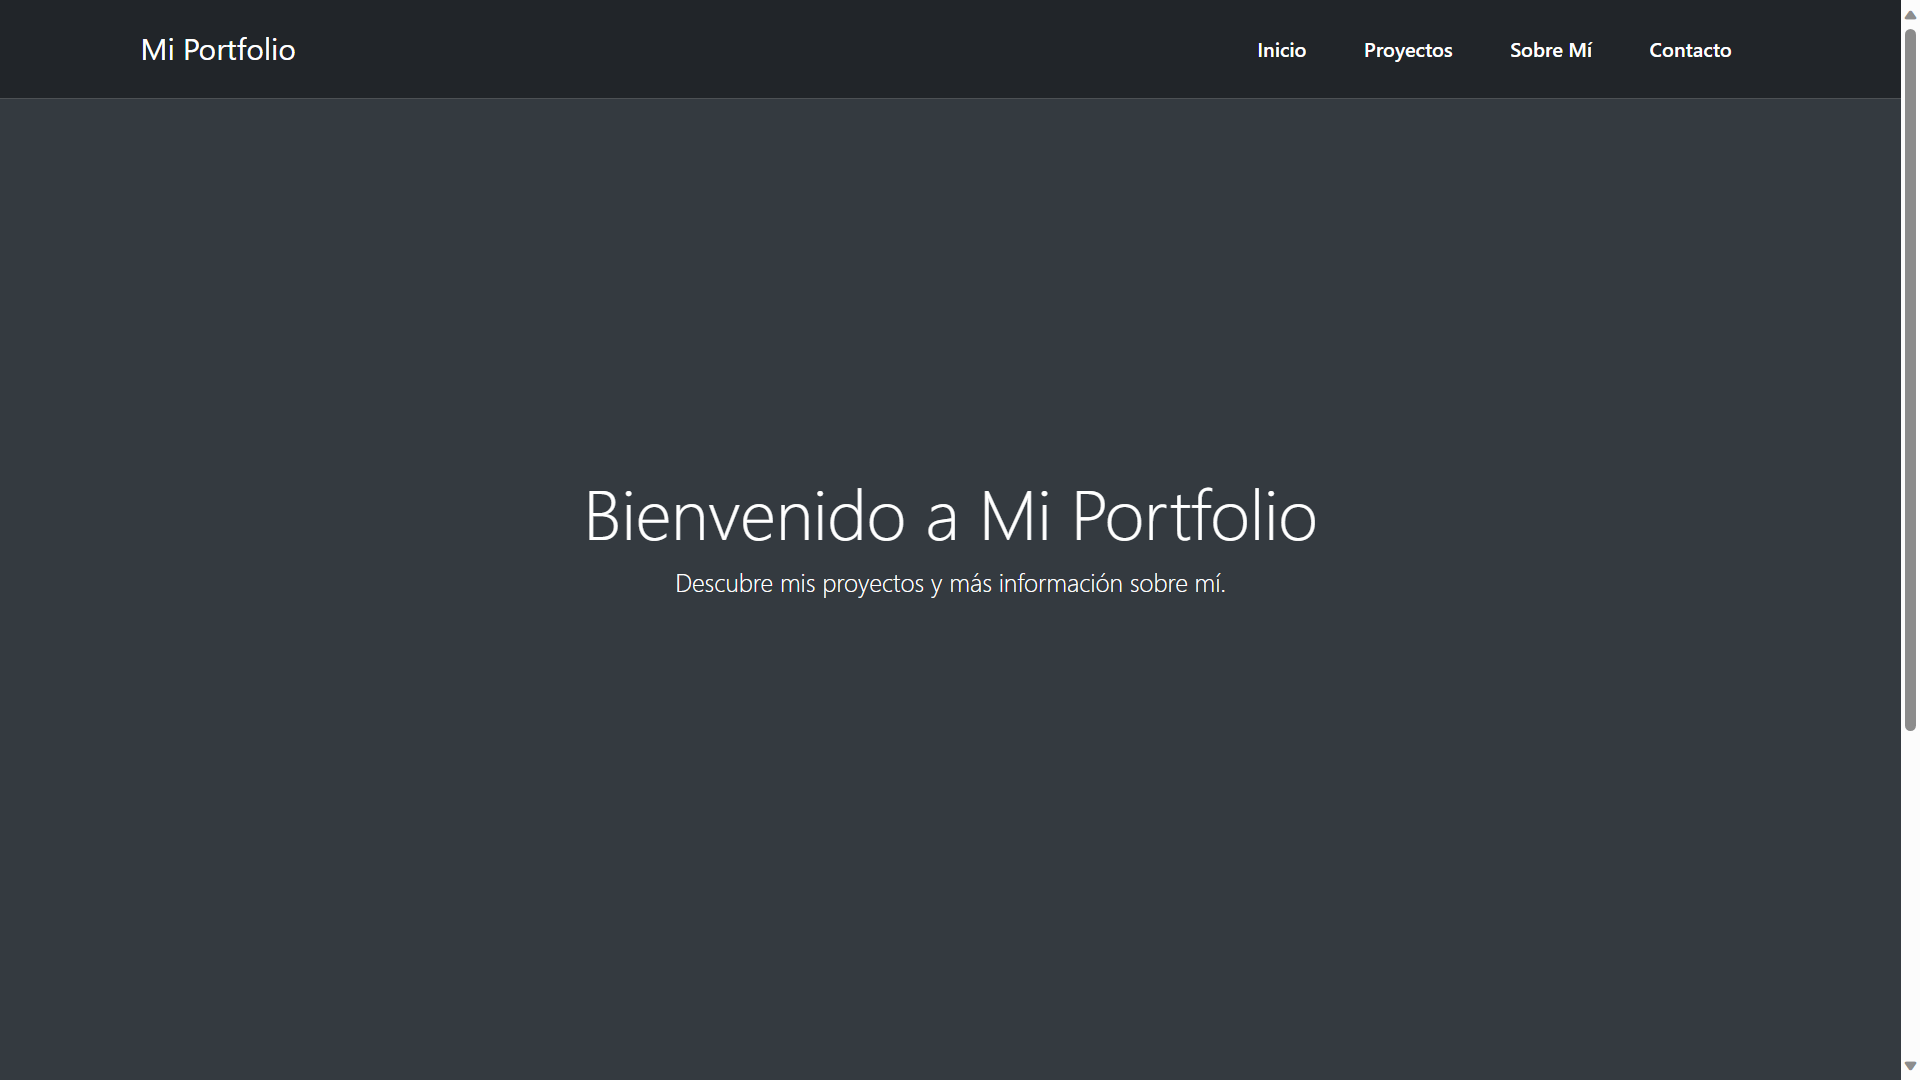 Mi Portfolio
Inicio Proyectos Sobre Mí Contacto
Bienvenido a Mi Portfolio
Descubre mis proyectos y más información sobre mí.